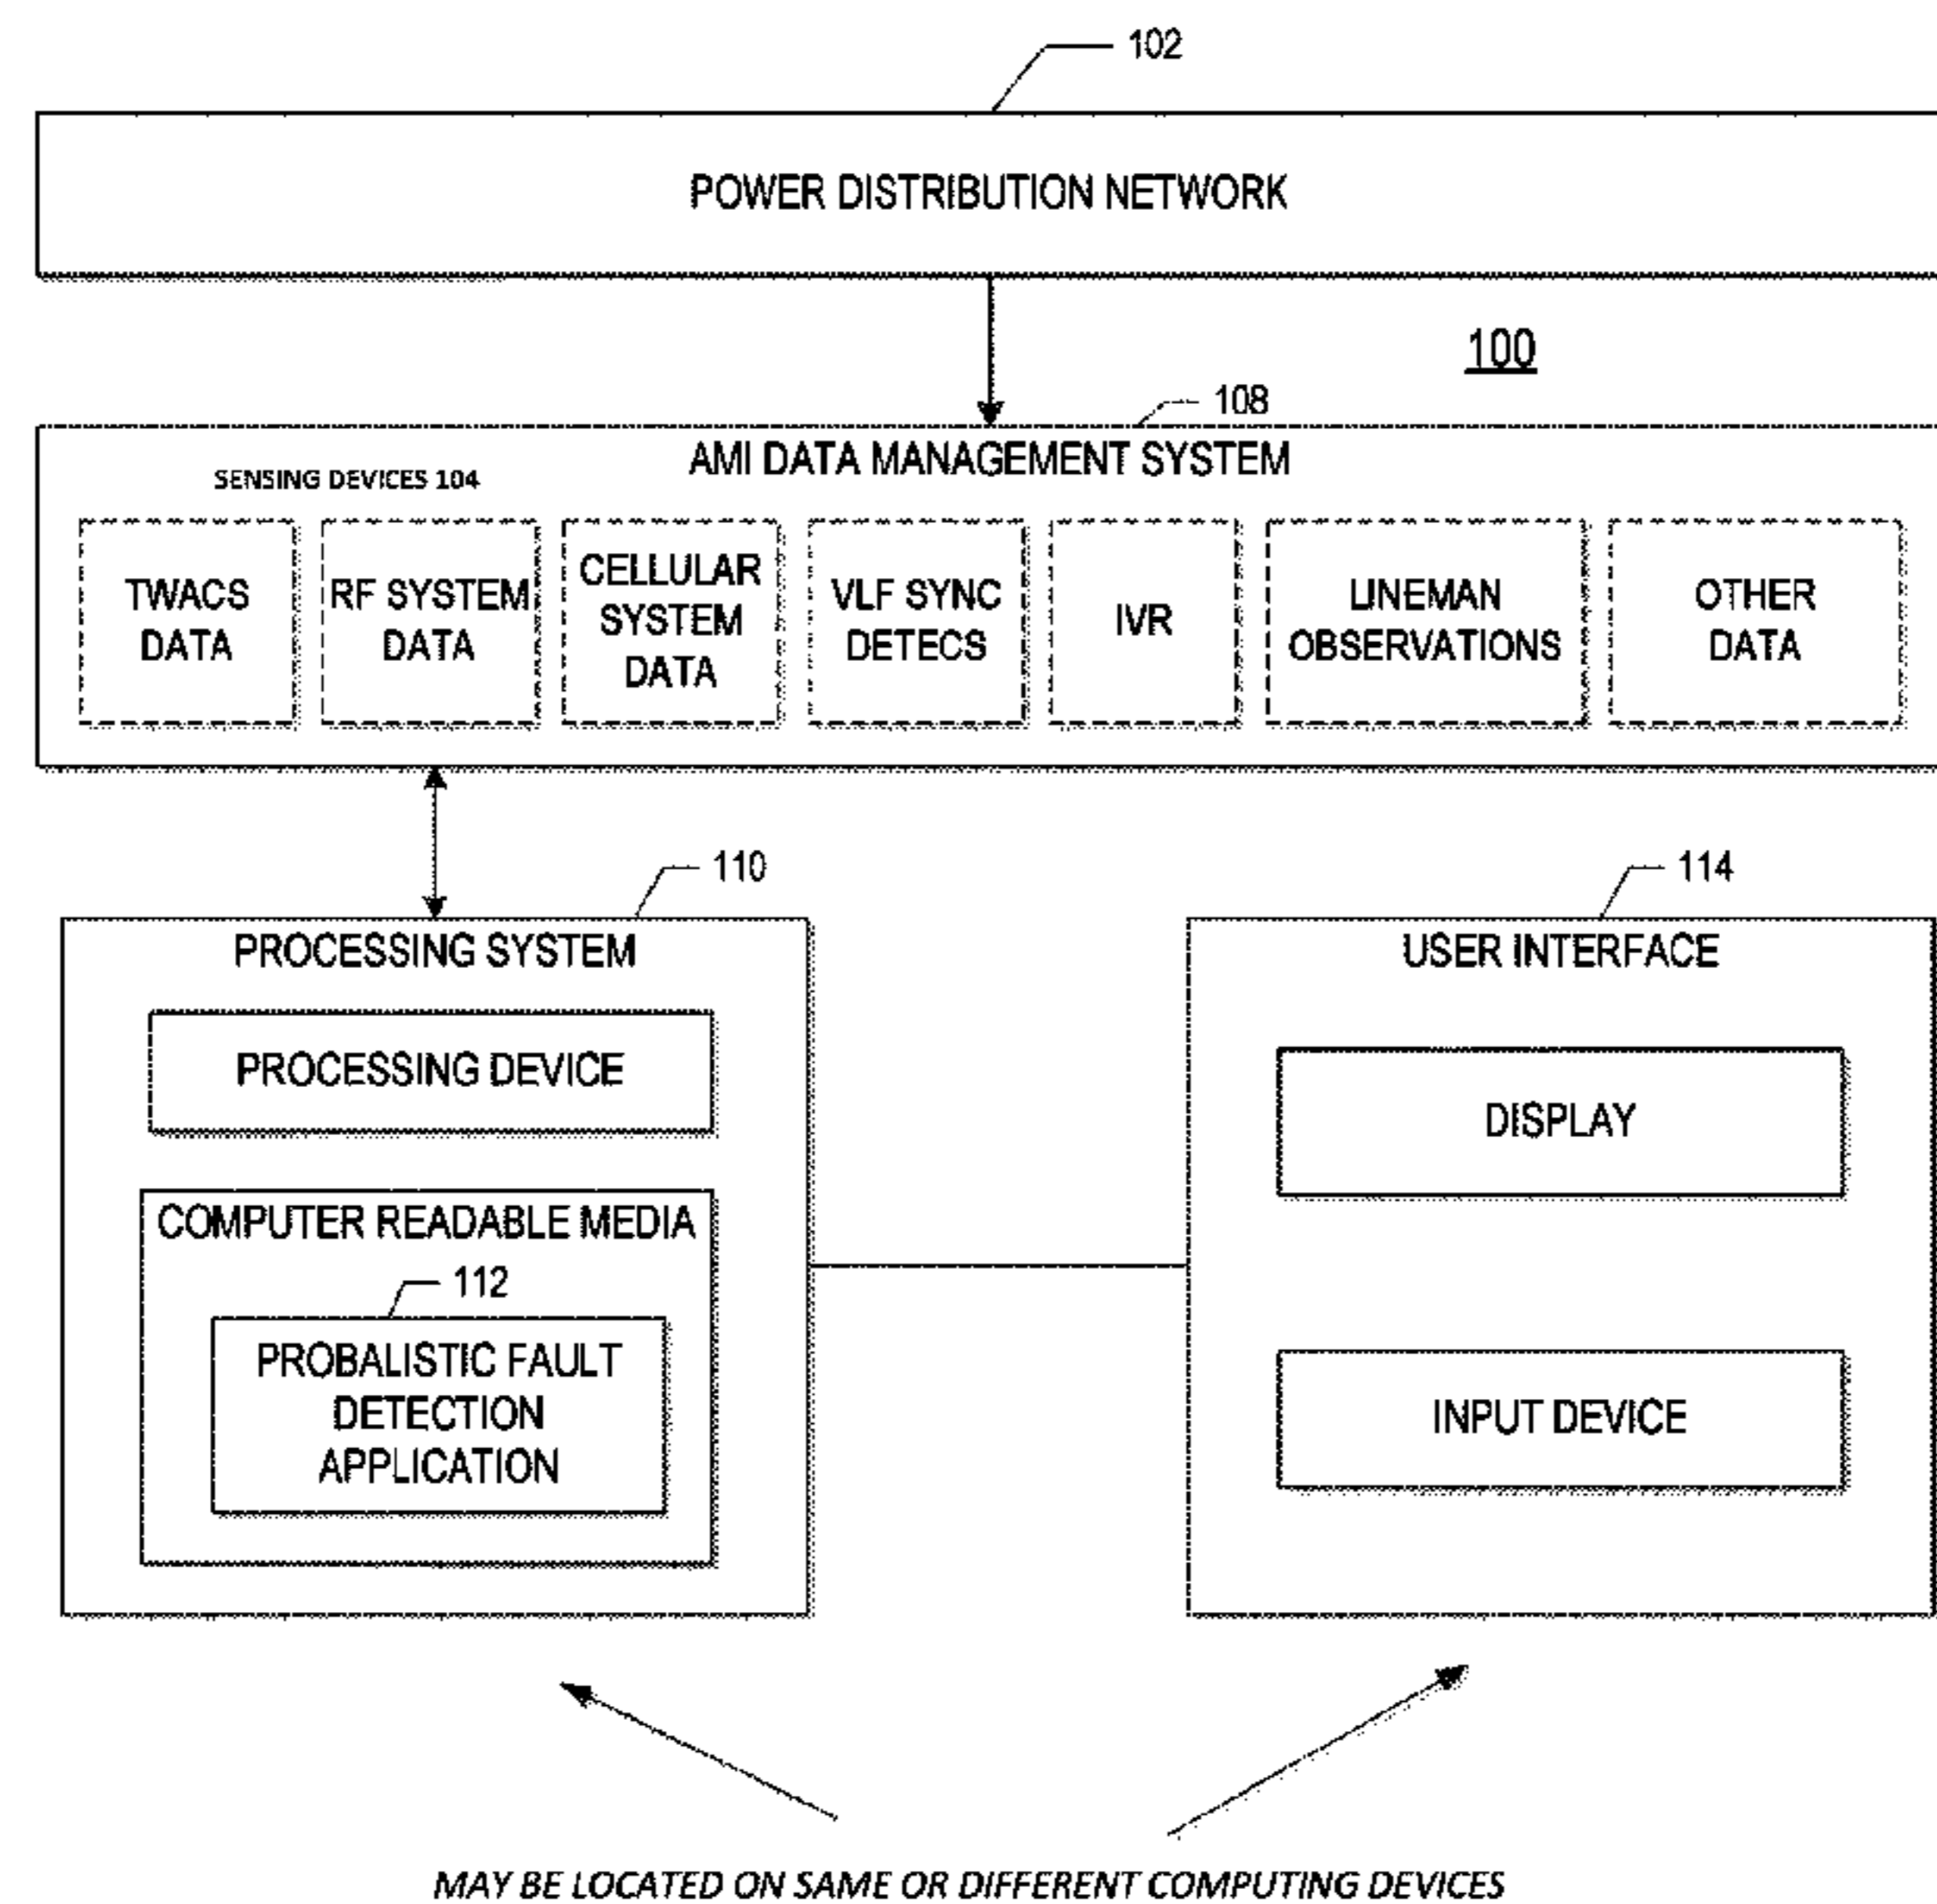 102
POWER DISTRIBUTION NETWORK
100
108
AMI DATA MANAGEMENT SYSTEM
SENSING DEVICES 104
TWACS
DATA
RF SYSTEM
DATA
CELLULAR
SYSTEM
DATA
VLF SYNC
DETECS
IVR
LINEMAN
OBSERVATIONS
OTHER
DATA
110
PROCESSING SYSTEM
PROCESSING DEVICE
COMPUTER READABLE MEDIA
112
PROBALISTIC FAULT
DETECTION
APPLICATION
114
USER INTERFACE
DISPLAY
INPUT DEVICE
MAY BE LOCATED ON SAME OR DIFFERENT COMPUTING DEVICES